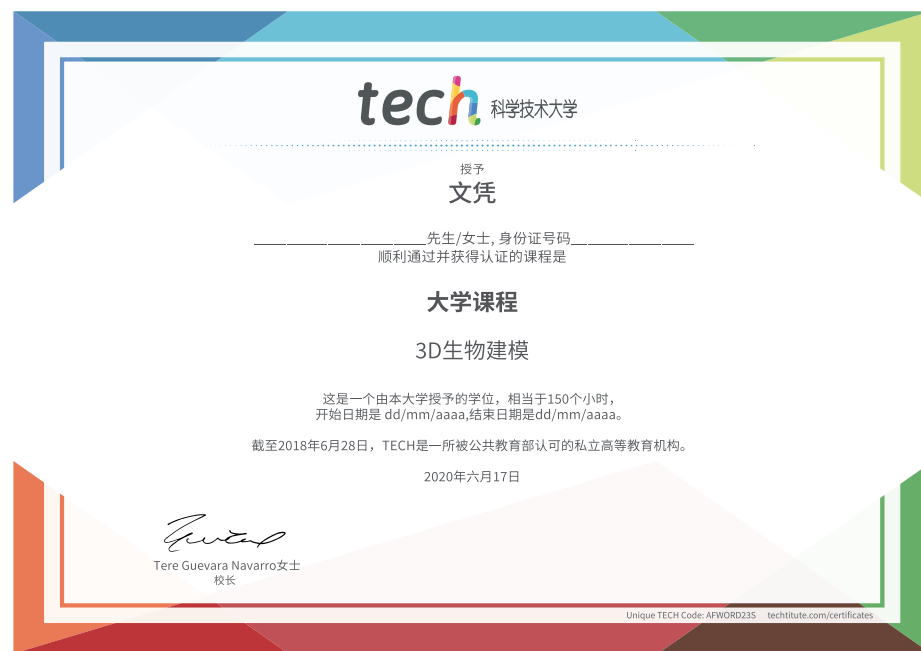 tech 科学技术大学
授予
文凭
____________________先生/女士, 身份证号码______________
顺利通过并获得认证的课程是
大学课程
3D生物建模
这是一个由本大学授予的学位，相当于150个小时，
开始日期是 dd/mm/aaaa,结束日期是dd/mm/aaaa。
截至2018年6月28日，TECH是一所被公共教育部认可的私立高等教育机构。
2020年六月17日
Tere Guevara Navarro女士
校长
Unique TECH Code: AFWORD23S techtitute.com/certificates